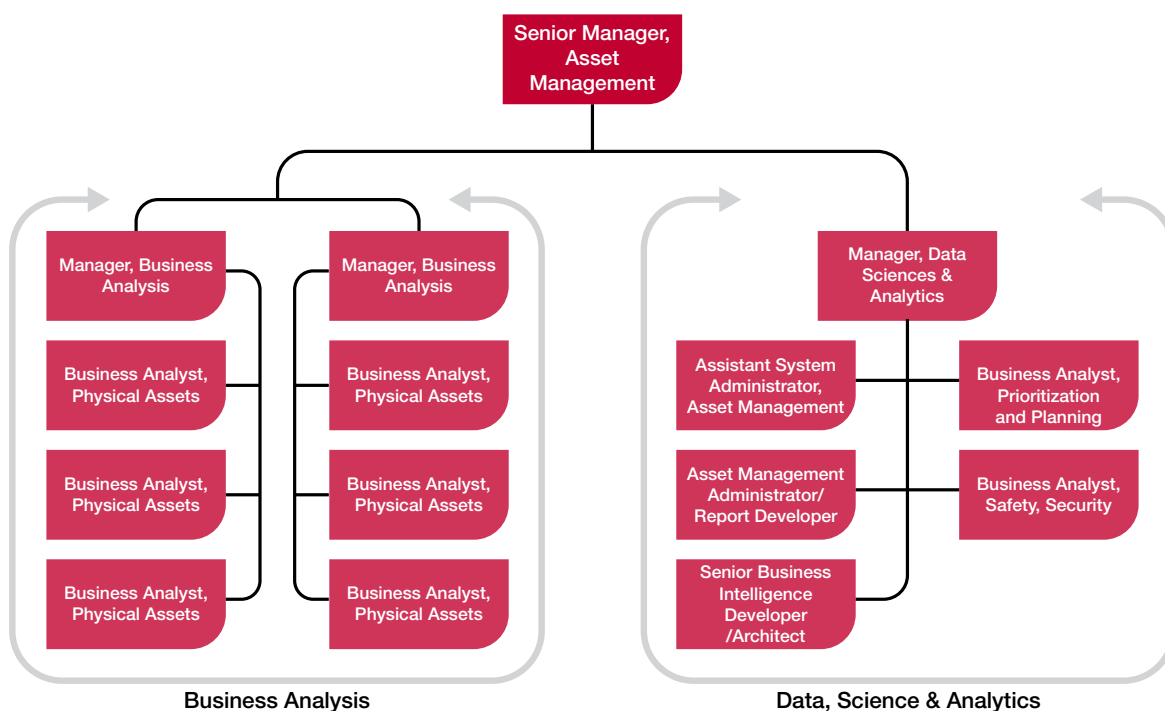 Senior Manager,
Asset
Management
Manager, Business
Analysis
Business Analyst,
Physical Assets
Business Analyst,
Physical Assets
Business Analyst,
Physical Assets
Manager, Business
Analysis
Business Analyst,
Physical Assets
Business Analyst,
Physical Assets
Business Analyst,
Physical Assets
Business Analysis
Manager, Data
Sciences &
Analytics
Assistant System
Administrator,
Asset Management
Business Analyst,
Prioritization
and Planning
Asset Management
Administrator/
Report Developer
Business Analyst,
Safety, Security
Senior Business
Intelligence
Developer
/Architect
Data, Science & Analytics